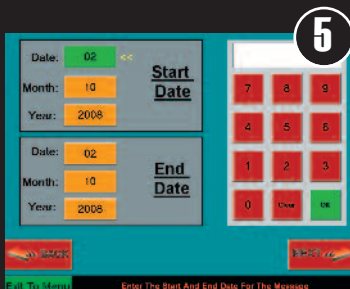 5
Date: 02 <<
Month: 10
Year: 2008
Start Date
Date: 02
Month: 10
Year: 2008
End Date
7 8 9
4 5 6
1 2 3
0 Clear OK
BACK
NEXT
Exit To Menu
Enter The Start And End Date For The Message